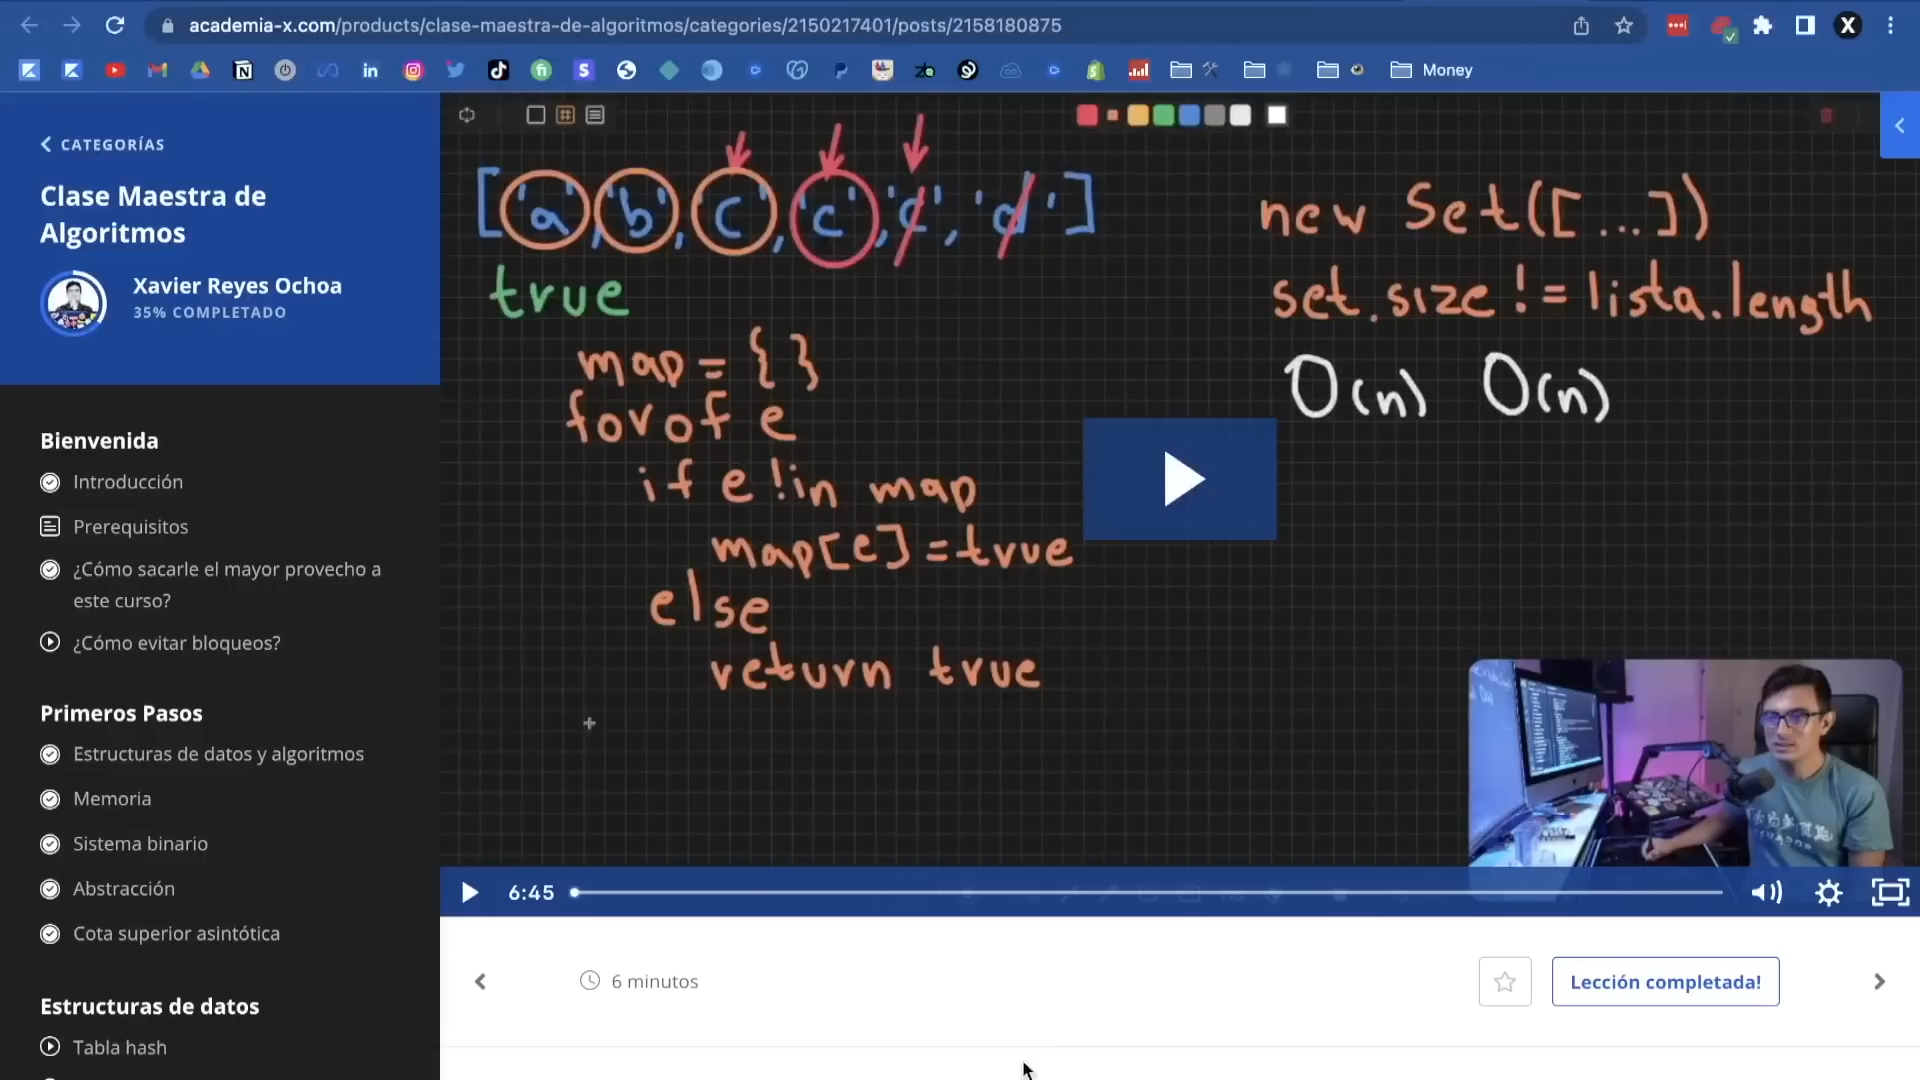 academia-x.com/products/clase-maestra-de-algoritmos/categories/2150217401/posts/2158180875
Money
CATEGORÍAS
Clase Maestra de
Algoritmos
Xavier Reyes Ochoa
35% COMPLETADO
Bienvenida
Introducción
Prerequisitos
¿Cómo sacarle el mayor provecho a
este curso?
¿Cómo evitar bloqueos?
Primeros Pasos
Estructuras de datos y algoritmos
Memoria
Sistema binario
Abstracción
Cota superior asintótica
Estructuras de datos
Tabla hash
['a','b','c','c','c','d']
true
map = { }
for of e
if e !in map
map[e] = true
else
return true
new Set([...])
set.size != lista.length
O(n) O(n)
6:45
6 minutos
Lección completada!